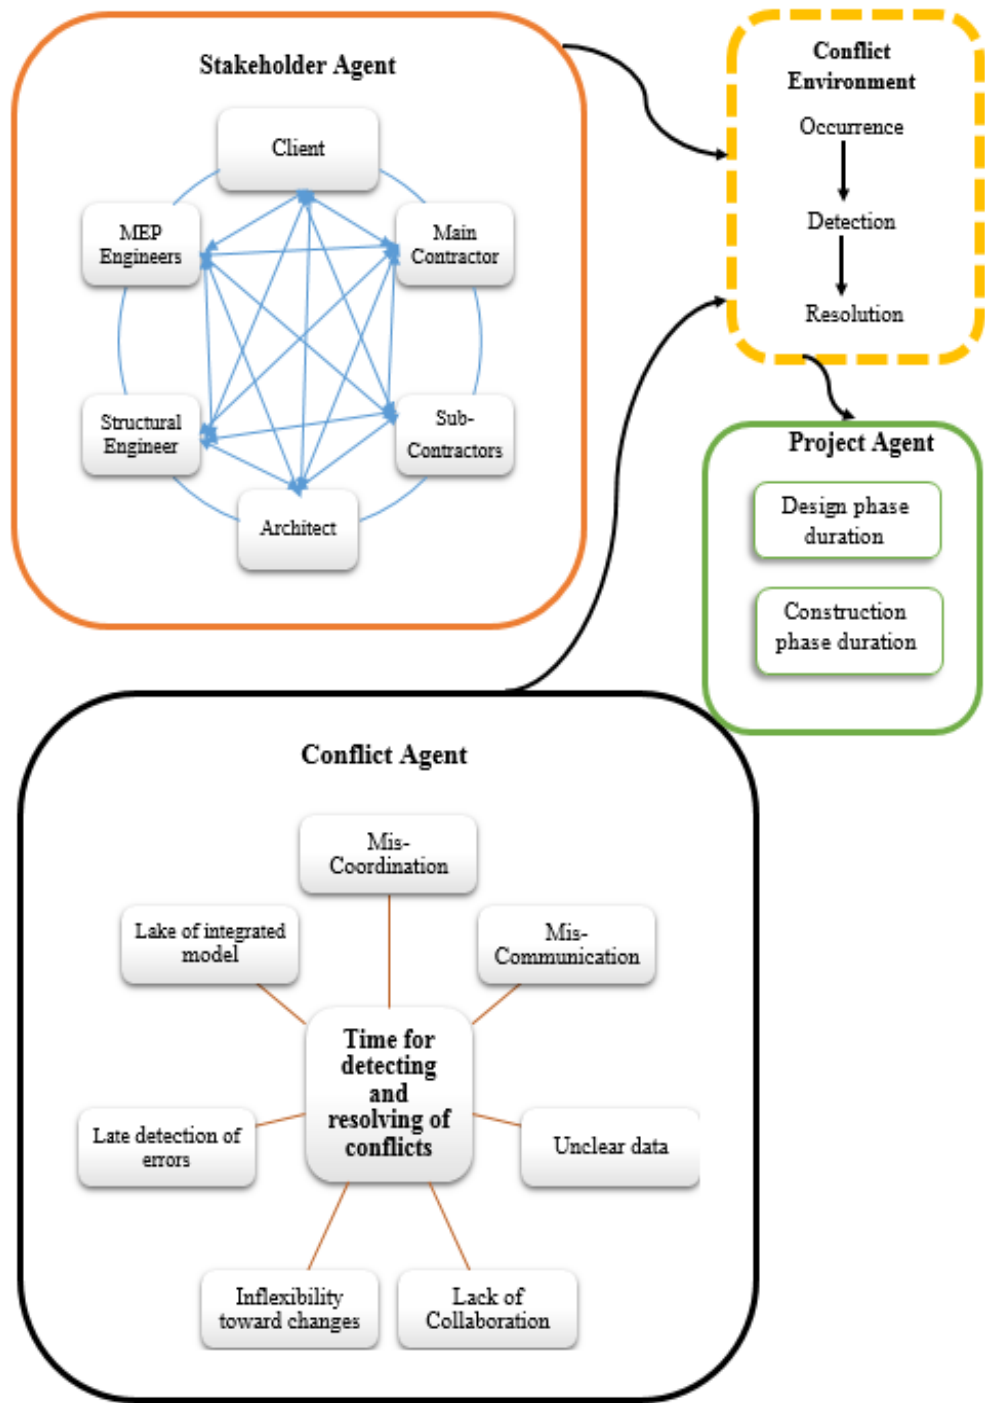 Stakeholder Agent
Client
MEP
Engineers
Main
Contractor
Structural
Engineer
Sub-
Contractors
Architect
Conflict
Environment
Occurrence
Detection
Resolution
Project Agent
Design phase
duration
Construction
phase duration
Conflict Agent
Mis-
Coordination
Lake of integrated
model
Mis-
Communication
Time for
detecting
and
resolving of
conflicts
Late detection of
errors
Unclear data
Inflexibility
toward changes
Lack of
Collaboration